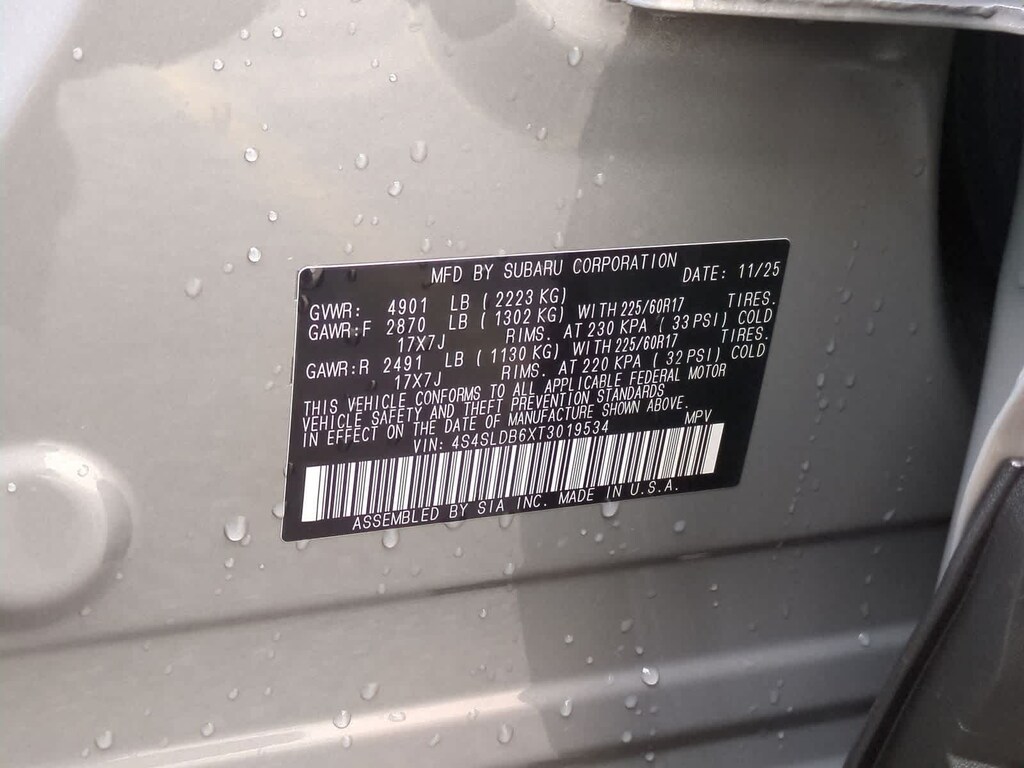 MFD BY SUBARU CORPORATION DATE: 11/25
GVWR: 4901 LB ( 2223 KG)
GAWR:F 2870 LB ( 1302 KG) WITH 225/60R17 TIRES.
17X7J RIMS. AT 230 KPA ( 33 PSI) COLD
GAWR:R 2491 LB ( 1130 KG) WITH 225/60R17 TIRES.
17X7J RIMS. AT 220 KPA ( 32 PSI) COLD
THIS VEHICLE CONFORMS TO ALL APPLICABLE FEDERAL MOTOR
VEHICLE SAFETY AND THEFT PREVENTION STANDARDS
IN EFFECT ON THE DATE OF MANUFACTURE SHOWN ABOVE.
VIN: 4S4SLDB6XT3019534 MPV
ASSEMBLED BY SIA INC. MADE IN U.S.A.